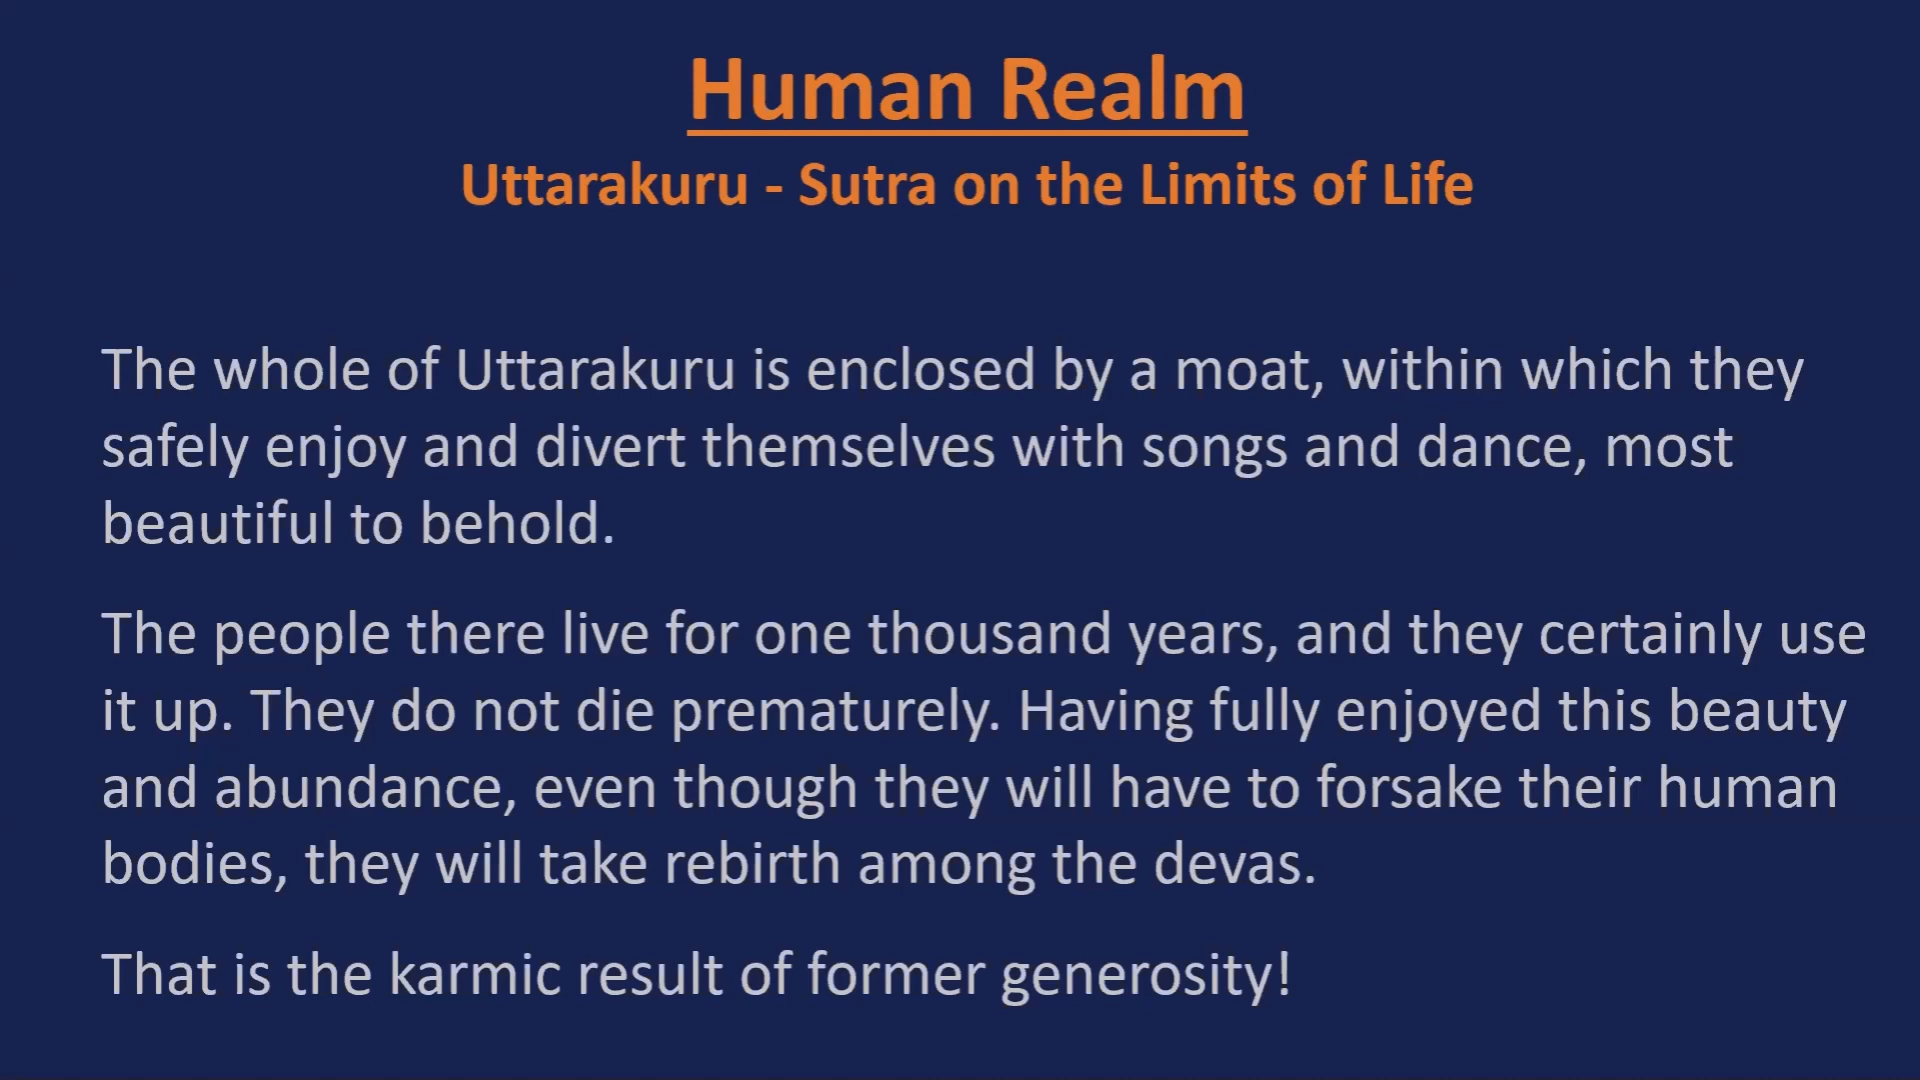 Human Realm
Uttarakuru - Sutra on the Limits of Life
The whole of Uttarakuru is enclosed by a moat, within which they
safely enjoy and divert themselves with songs and dance, most
beautiful to behold.
The people there live for one thousand years, and they certainly use
it up. They do not die prematurely. Having fully enjoyed this beauty
and abundance, even though they will have to forsake their human
bodies, they will take rebirth among the devas.
That is the karmic result of former generosity!